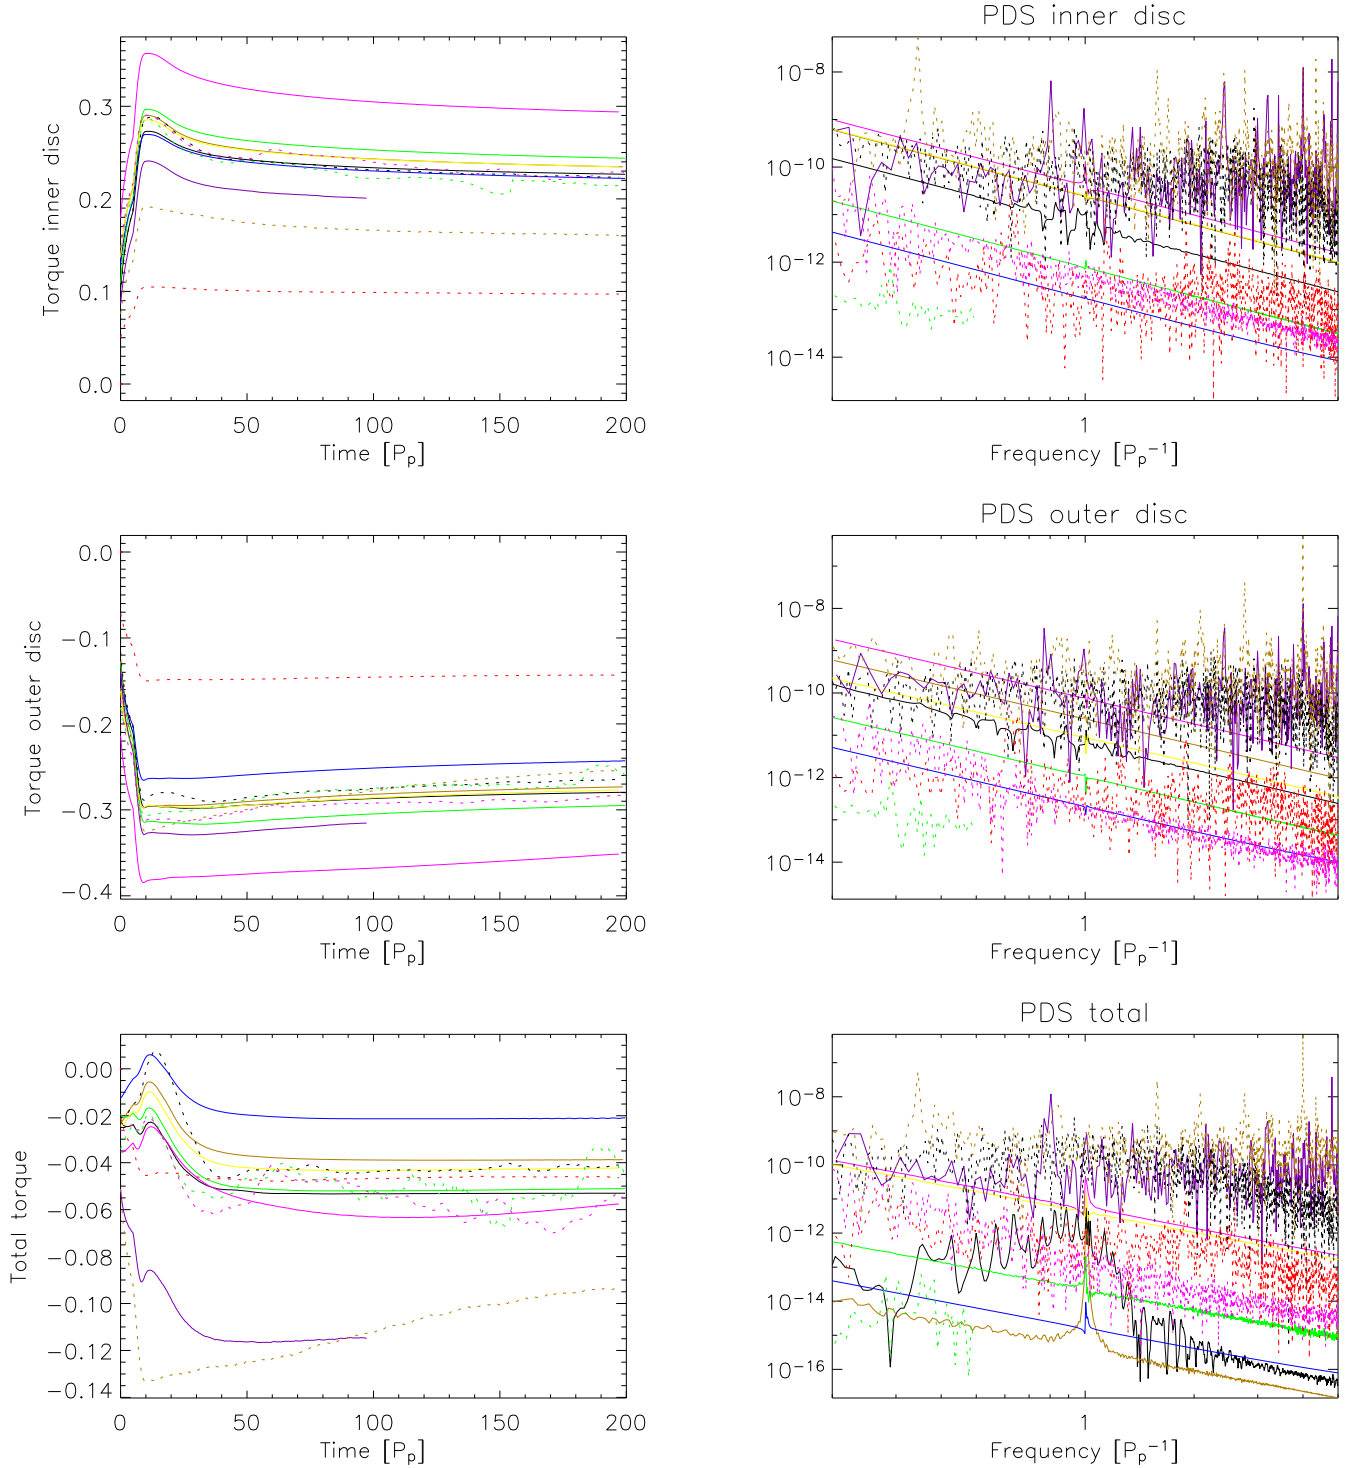 PDS inner disc
Torque inner disc
0.3
0.2
0.1
0.0
0 50 100 150 200
Time [Pp]
10−8
10−10
10−12
10−14
1
Frequency [Pp−1]
PDS outer disc
Torque outer disc
0.0
−0.1
−0.2
−0.3
−0.4
0 50 100 150 200
Time [Pp]
10−8
10−10
10−12
10−14
1
Frequency [Pp−1]
PDS total
Total torque
0.00
−0.02
−0.04
−0.06
−0.08
−0.10
−0.12
−0.14
0 50 100 150 200
Time [Pp]
10−8
10−10
10−12
10−14
10−16
1
Frequency [Pp−1]